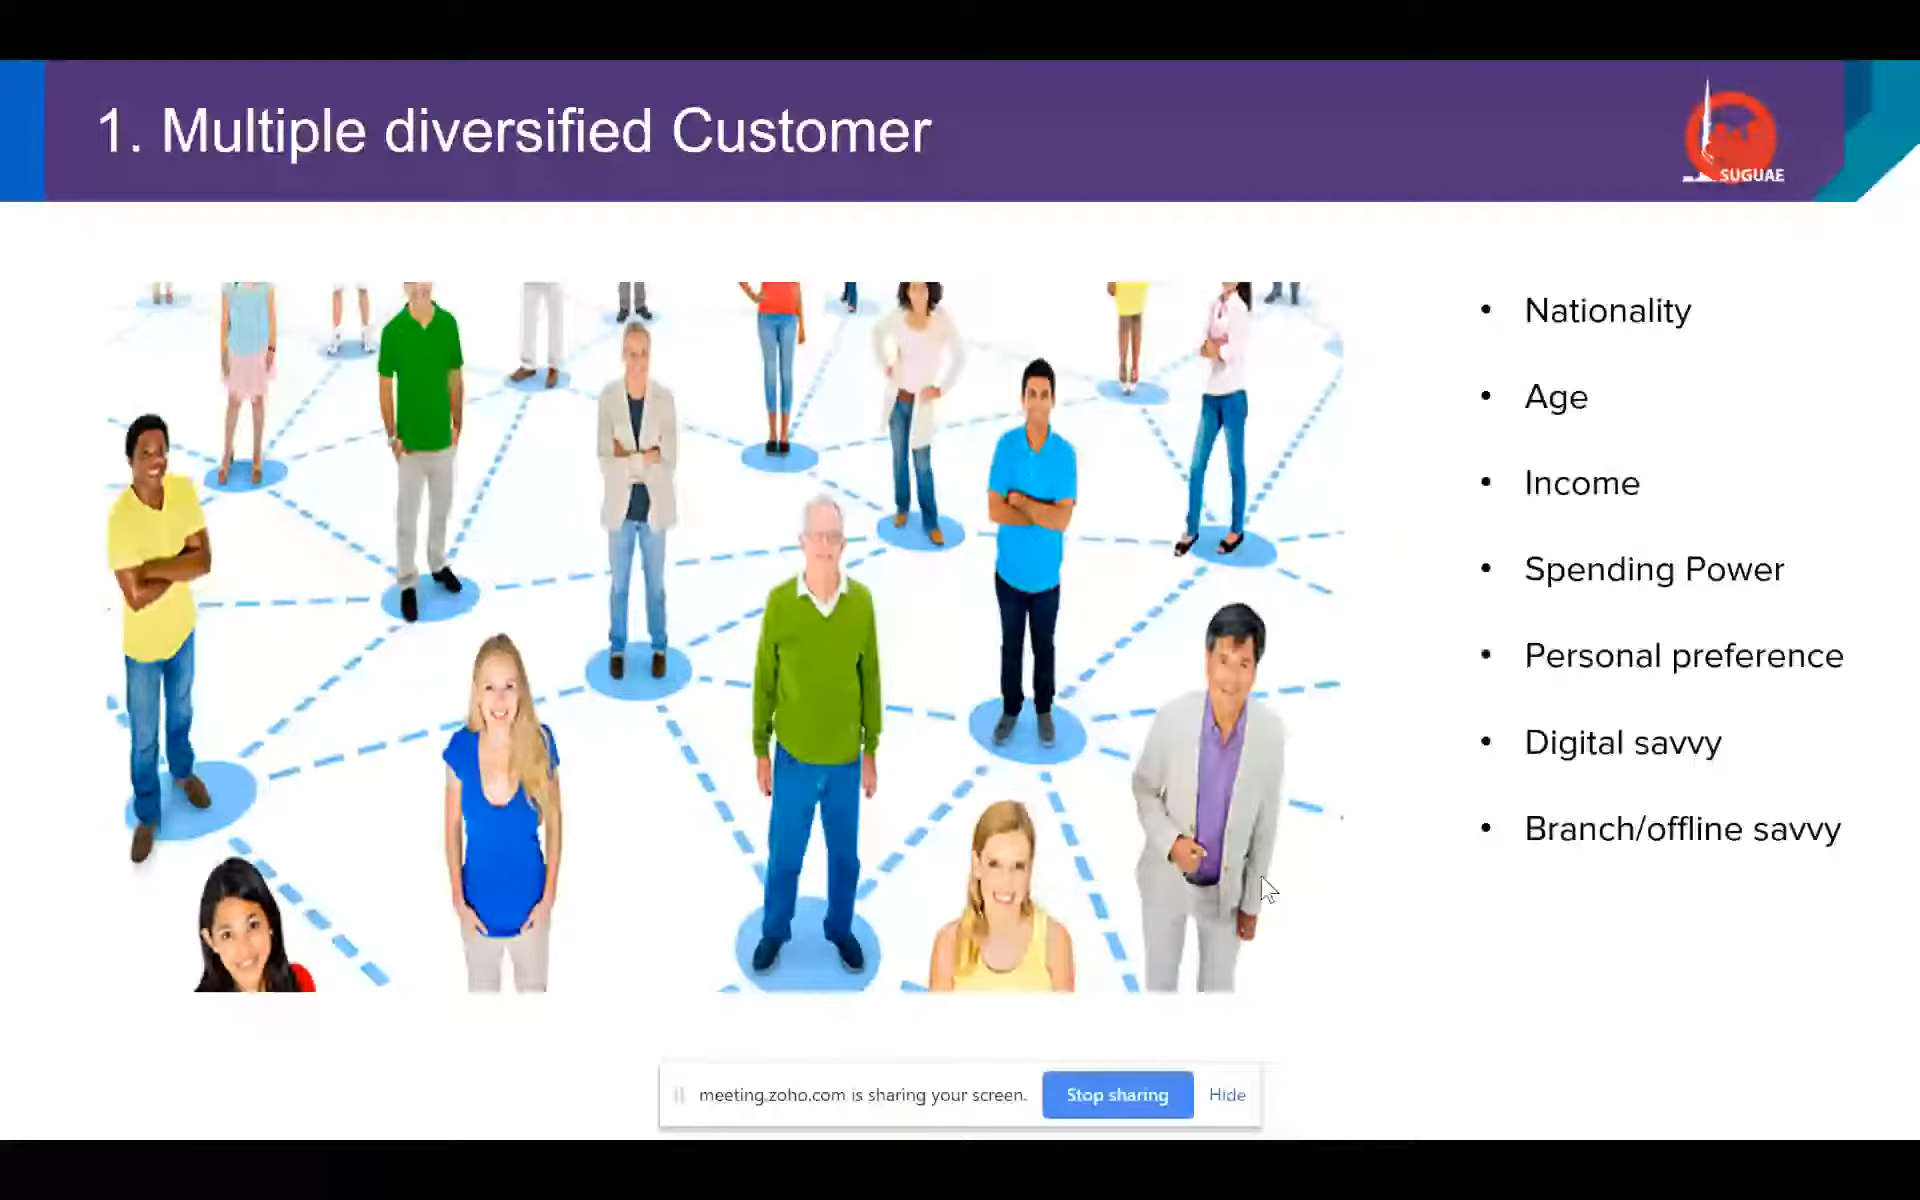 1. Multiple diversified Customer
SUGUAE
• Nationality
• Age
• Income
• Spending Power
• Personal preference
• Digital savvy
• Branch/offline savvy
meeting.zoho.com is sharing your screen.
Stop sharing
Hide